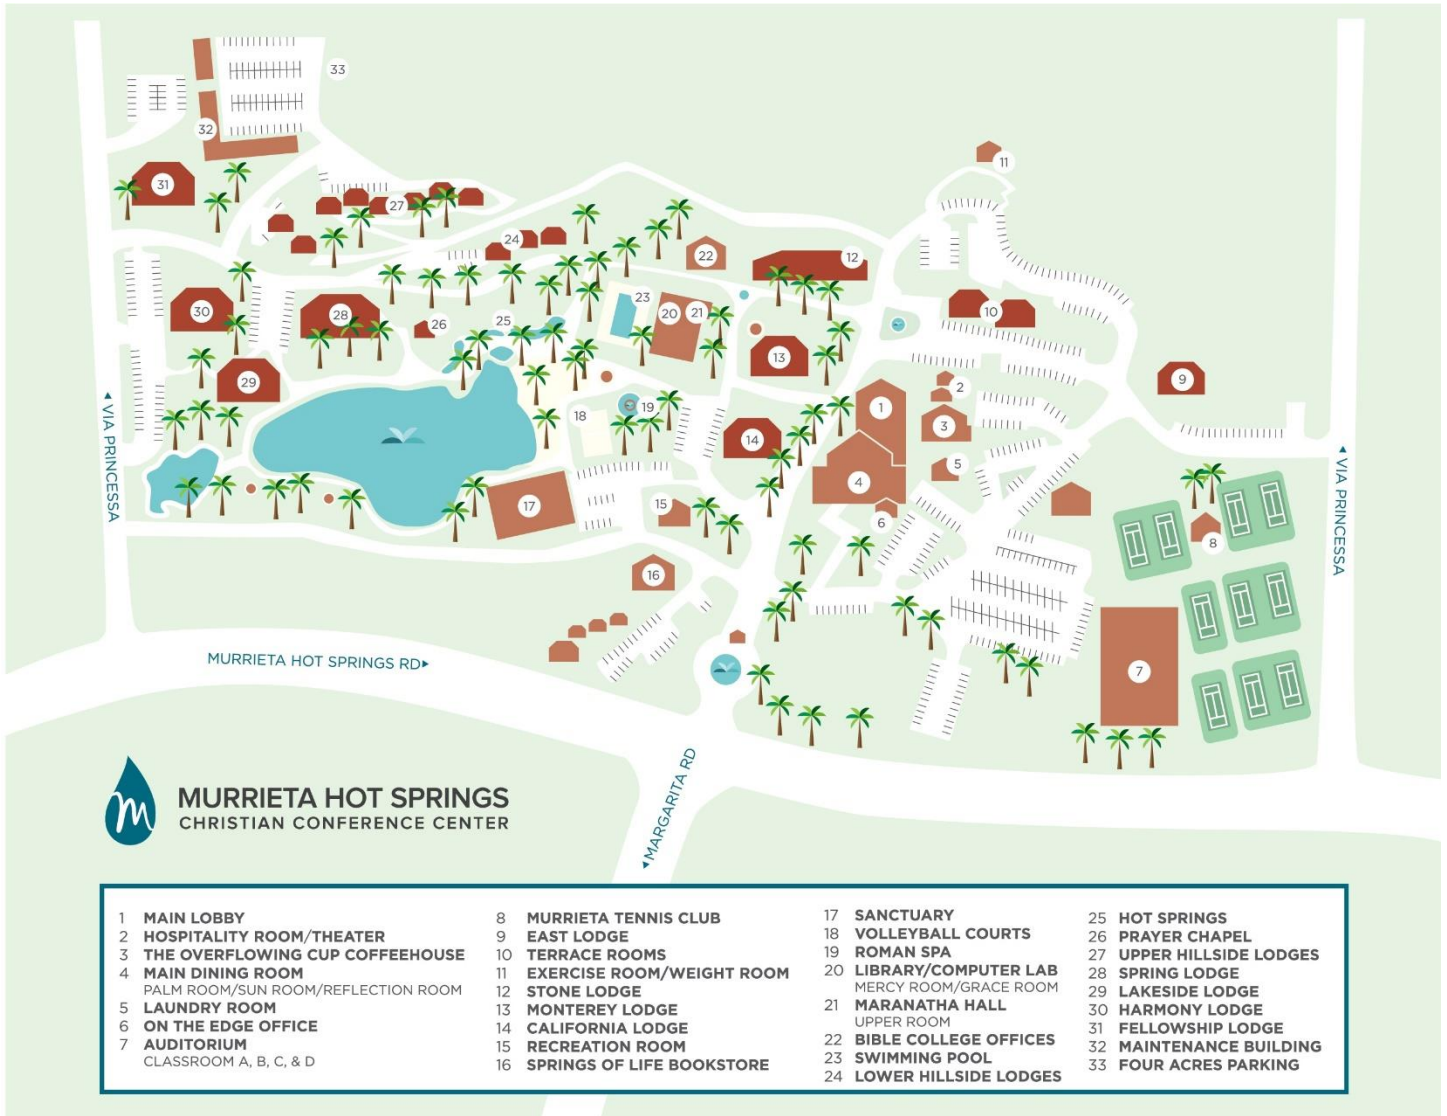 33
32
11
31
27
24
22
12
23
20
21
25
30
28
26
10
13
2
9
29
1
19
18
3
14
5
4
17
15
6
8
16
7
◂ VIA PRINCESSA
◂ VIA PRINCESSA
MURRIETA HOT SPRINGS RD▸
◂MARGARITA RD
m
MURRIETA HOT SPRINGS
CHRISTIAN CONFERENCE CENTER
1 MAIN LOBBY
2 HOSPITALITY ROOM/THEATER
3 THE OVERFLOWING CUP COFFEEHOUSE
4 MAIN DINING ROOM
PALM ROOM/SUN ROOM/REFLECTION ROOM
5 LAUNDRY ROOM
6 ON THE EDGE OFFICE
7 AUDITORIUM
CLASSROOM A, B, C, & D
8 MURRIETA TENNIS CLUB
9 EAST LODGE
10 TERRACE ROOMS
11 EXERCISE ROOM/WEIGHT ROOM
12 STONE LODGE
13 MONTEREY LODGE
14 CALIFORNIA LODGE
15 RECREATION ROOM
16 SPRINGS OF LIFE BOOKSTORE
17 SANCTUARY
18 VOLLEYBALL COURTS
19 ROMAN SPA
20 LIBRARY/COMPUTER LAB
MERCY ROOM/GRACE ROOM
21 MARANATHA HALL
UPPER ROOM
22 BIBLE COLLEGE OFFICES
23 SWIMMING POOL
24 LOWER HILLSIDE LODGES
25 HOT SPRINGS
26 PRAYER CHAPEL
27 UPPER HILLSIDE LODGES
28 SPRING LODGE
29 LAKESIDE LODGE
30 HARMONY LODGE
31 FELLOWSHIP LODGE
32 MAINTENANCE BUILDING
33 FOUR ACRES PARKING